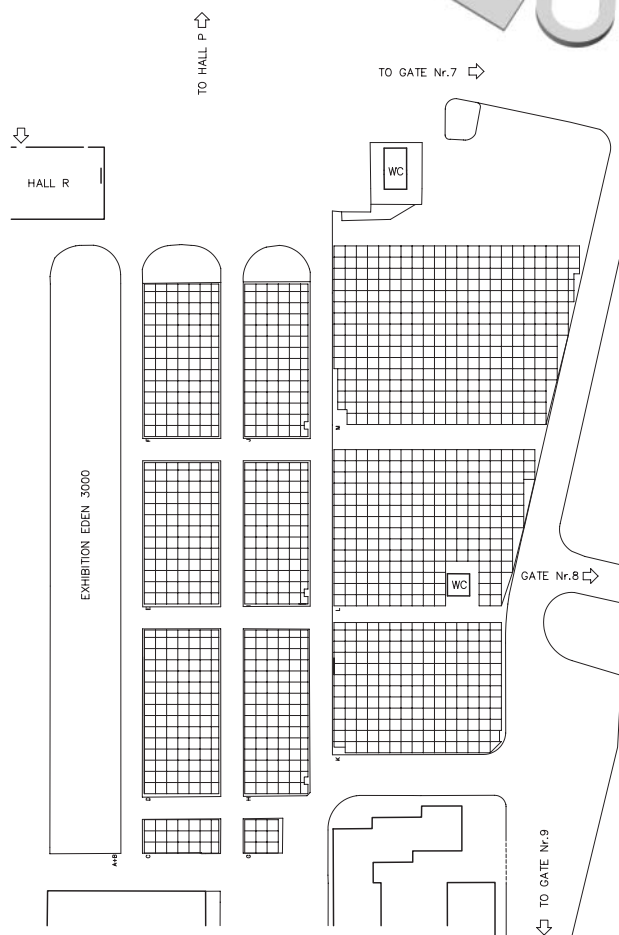 TO HALL P
TO GATE Nr.7
HALL R
WC
F
J
M
EXHIBITION EDEN 3000
E
I
L
WC
GATE Nr.8
D
H
K
A+B
C
G
TO GATE Nr.9